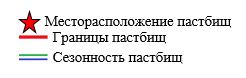 Месторасположение пастбищ
Границы пастбищ
Сезонность пастбищ